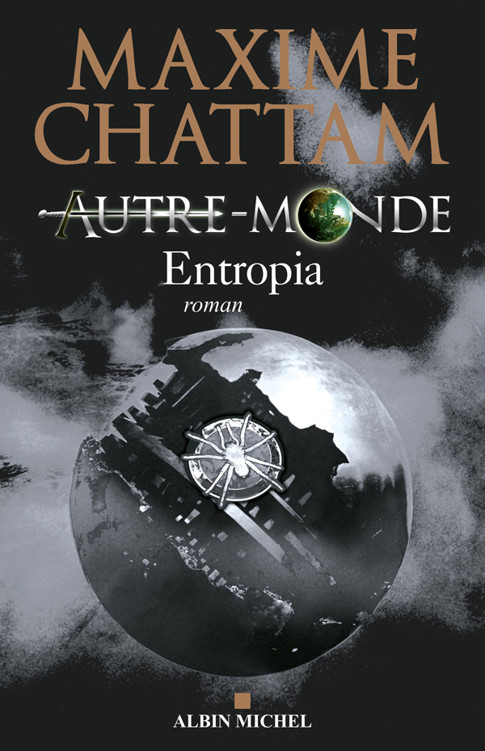 MAXIME
CHATTAM
AUTRE-MONDE
Entropia
roman
ALBIN MICHEL